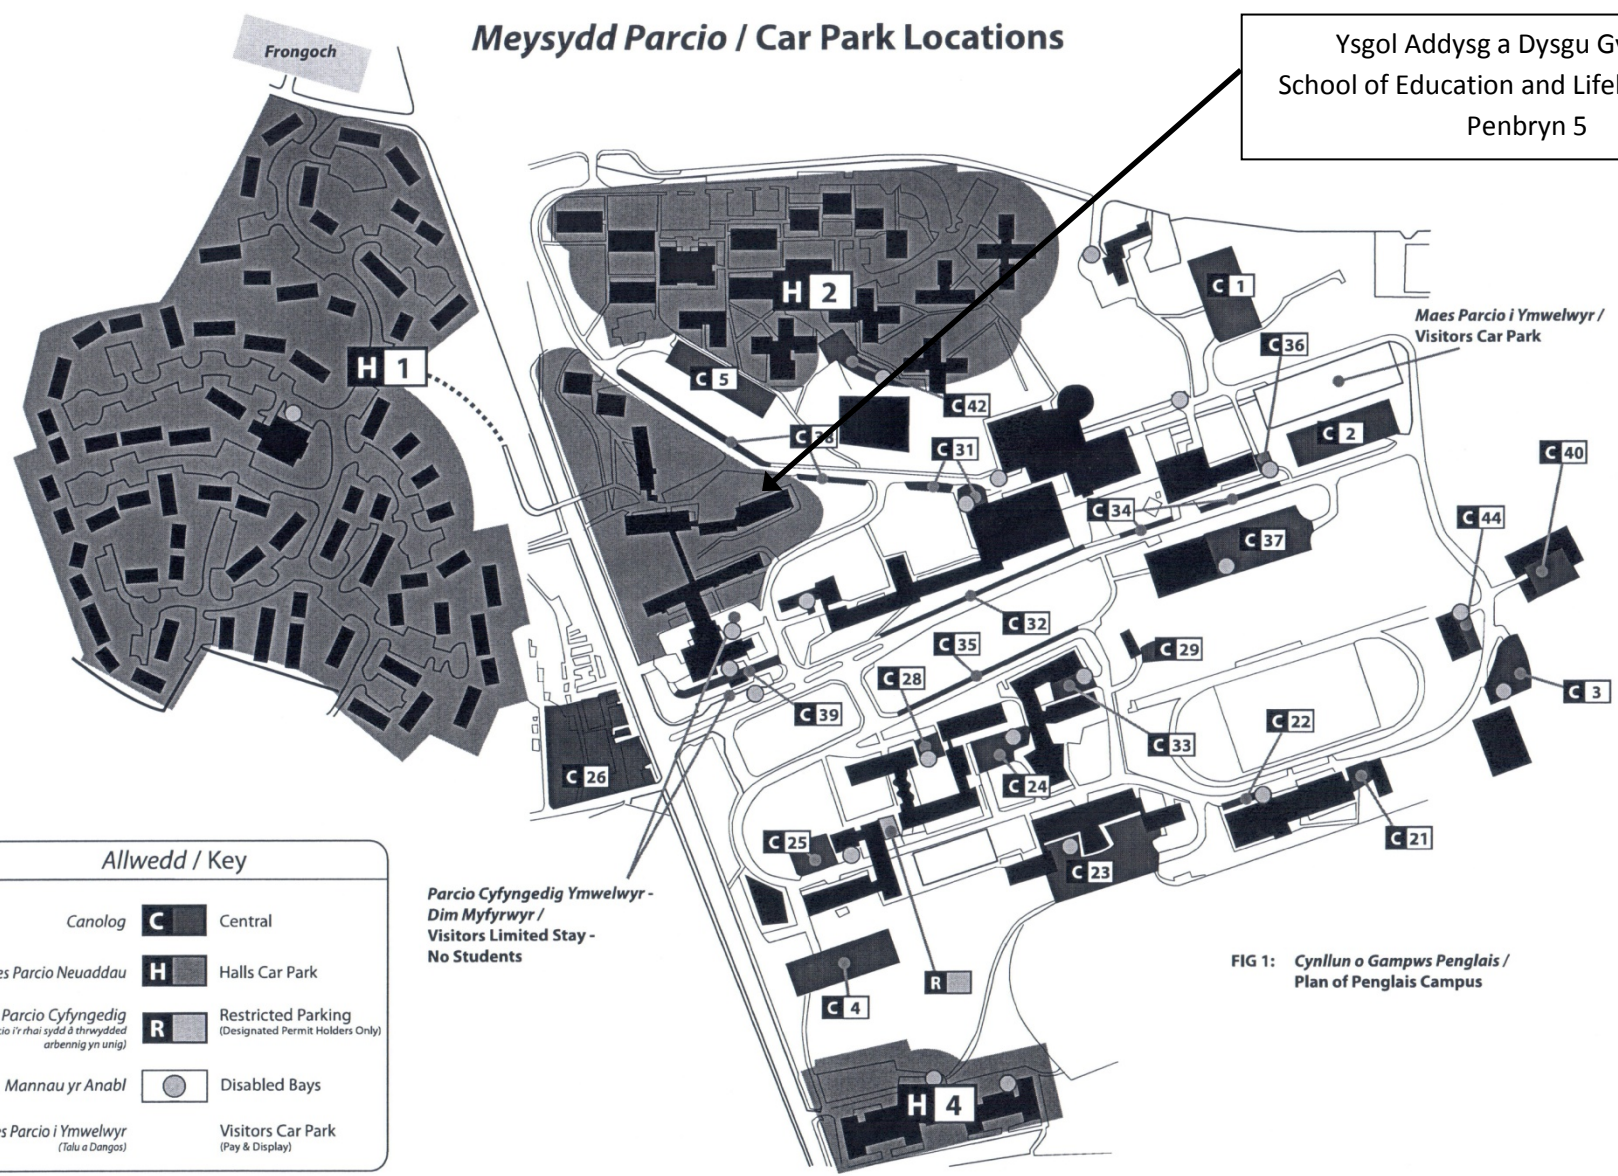 Frongoch
Meysydd Parcio / Car Park Locations
Ysgol Addysg a Dysgu
School of Education and
Penbryn 5
H 1
H 2
C 1
Maes Parcio i Ymwelwyr /
Visitors Car Park
C 36
C 5
C 42
C 2
C 38
C 31
C 40
C 34
C 44
C 37
C 32
C 35
C 29
C 28
C 3
C 39
C 22
C 33
C 26
C 24
C 25
C 21
C 23
Parcio Cyfyngedig Ymwelwyr -
Dim Myfyrwyr /
Visitors Limited Stay -
No Students
R
C 4
H 4
FIG 1: Cynllun o Gampws Penglais /
Plan of Penglais Campus
Allwedd / Key
Canolog C Central
Parcio Neuaddau H Halls Car Park
Parcio Cyfyngedig R Restricted Parking
i'r rhai sydd â thrwydded (Designated Permit Holders Only)
arbennig yn unig)
Mannau yr Anabl Disabled Bays
Parcio i Ymwelwyr Visitors Car Park
(Talu a Dangos) (Pay & Display)